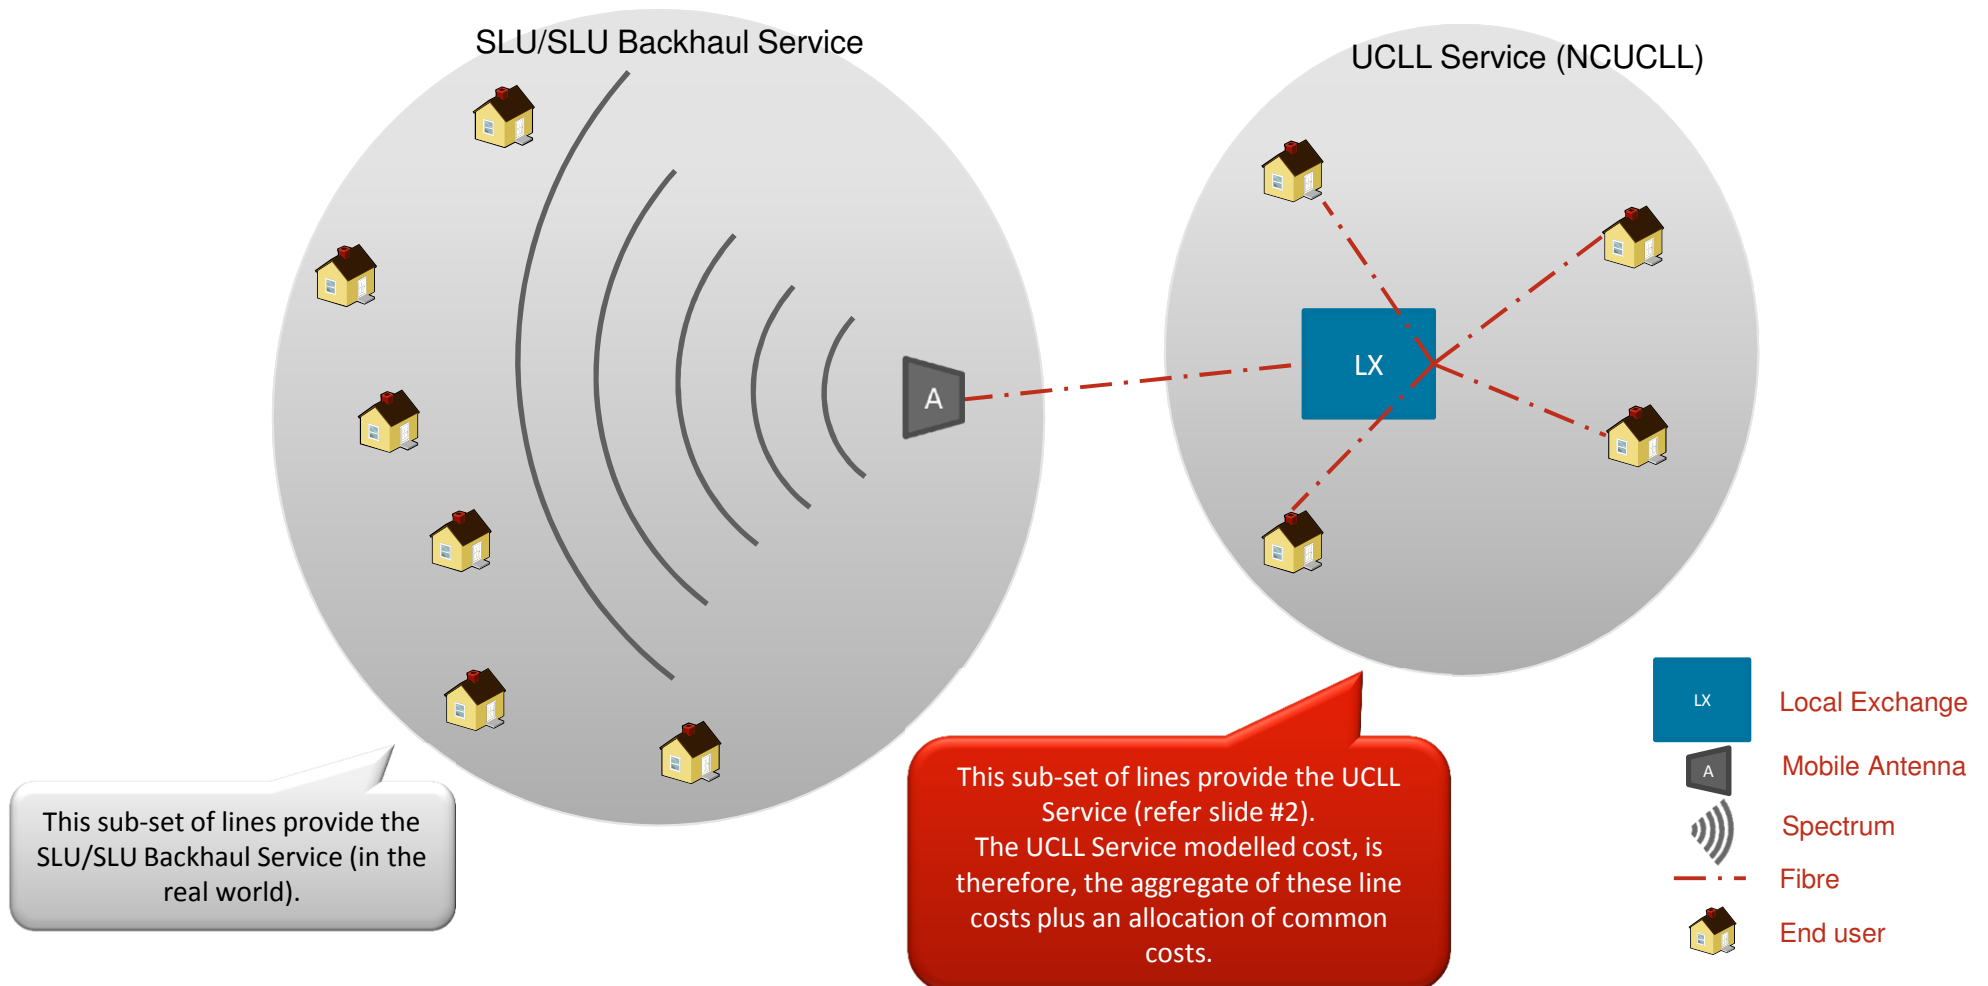 SLU/SLU Backhaul Service
UCLL Service (NCUCLL)
A
LX
This sub-set of lines provide the
SLU/SLU Backhaul Service (in the
real world).
This sub-set of lines provide the UCLL
Service (refer slide #2).
The UCLL Service modelled cost, is
therefore, the aggregate of these line
costs plus an allocation of common
costs.
LX
Local Exchange
A
Mobile Antenna
Spectrum
Fibre
End user